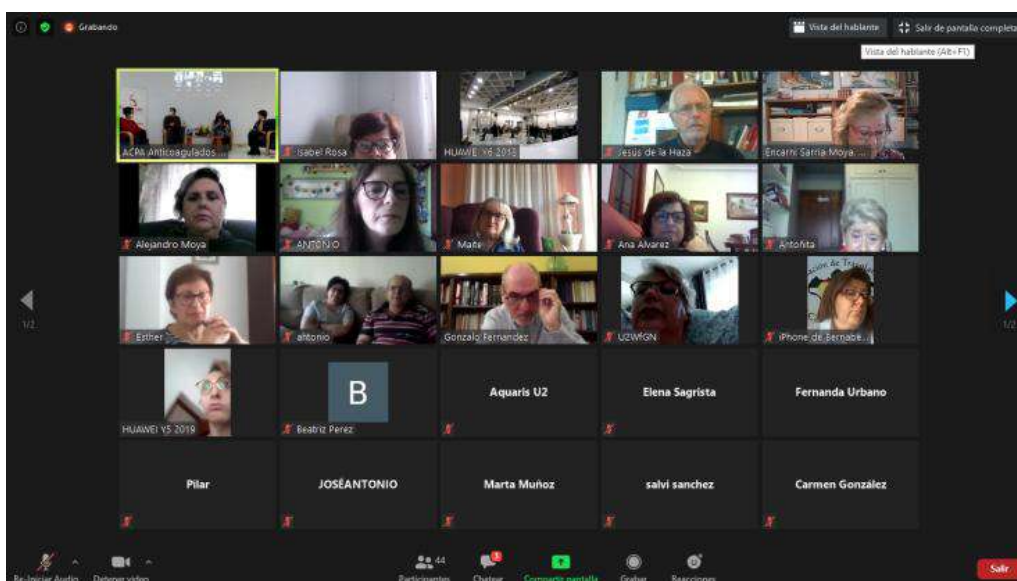 Grabando
Vista del hablante
Salir de pantalla completa
Vista del hablante (Alt+F1)
ACPA Anticoagulados ...
Isabel Rosa
HUAWEI Y6 2018
Jesús de la Haza
Encarni Sarria Moya. ...
Alejandro Moya
ANTONIO
Maite
Ana Alvarez
Antoñita
Esther
antonio
Gonzalo Fernandez
U2WfGN
iPhone de Bernabé...
1/2
1/2
HUAWEI Y5 2019
B
Beatriz Perez
Aquaris U2
Elena Sagrista
Fernanda Urbano
Pilar
JOSÉANTONIO
Marta Muñoz
salvi sanchez
Carmen González
Re-Iniciar Audio
Detener video
44
Participantes
Chatear
Compartir pantalla
Grabar
Reacciones
Salir